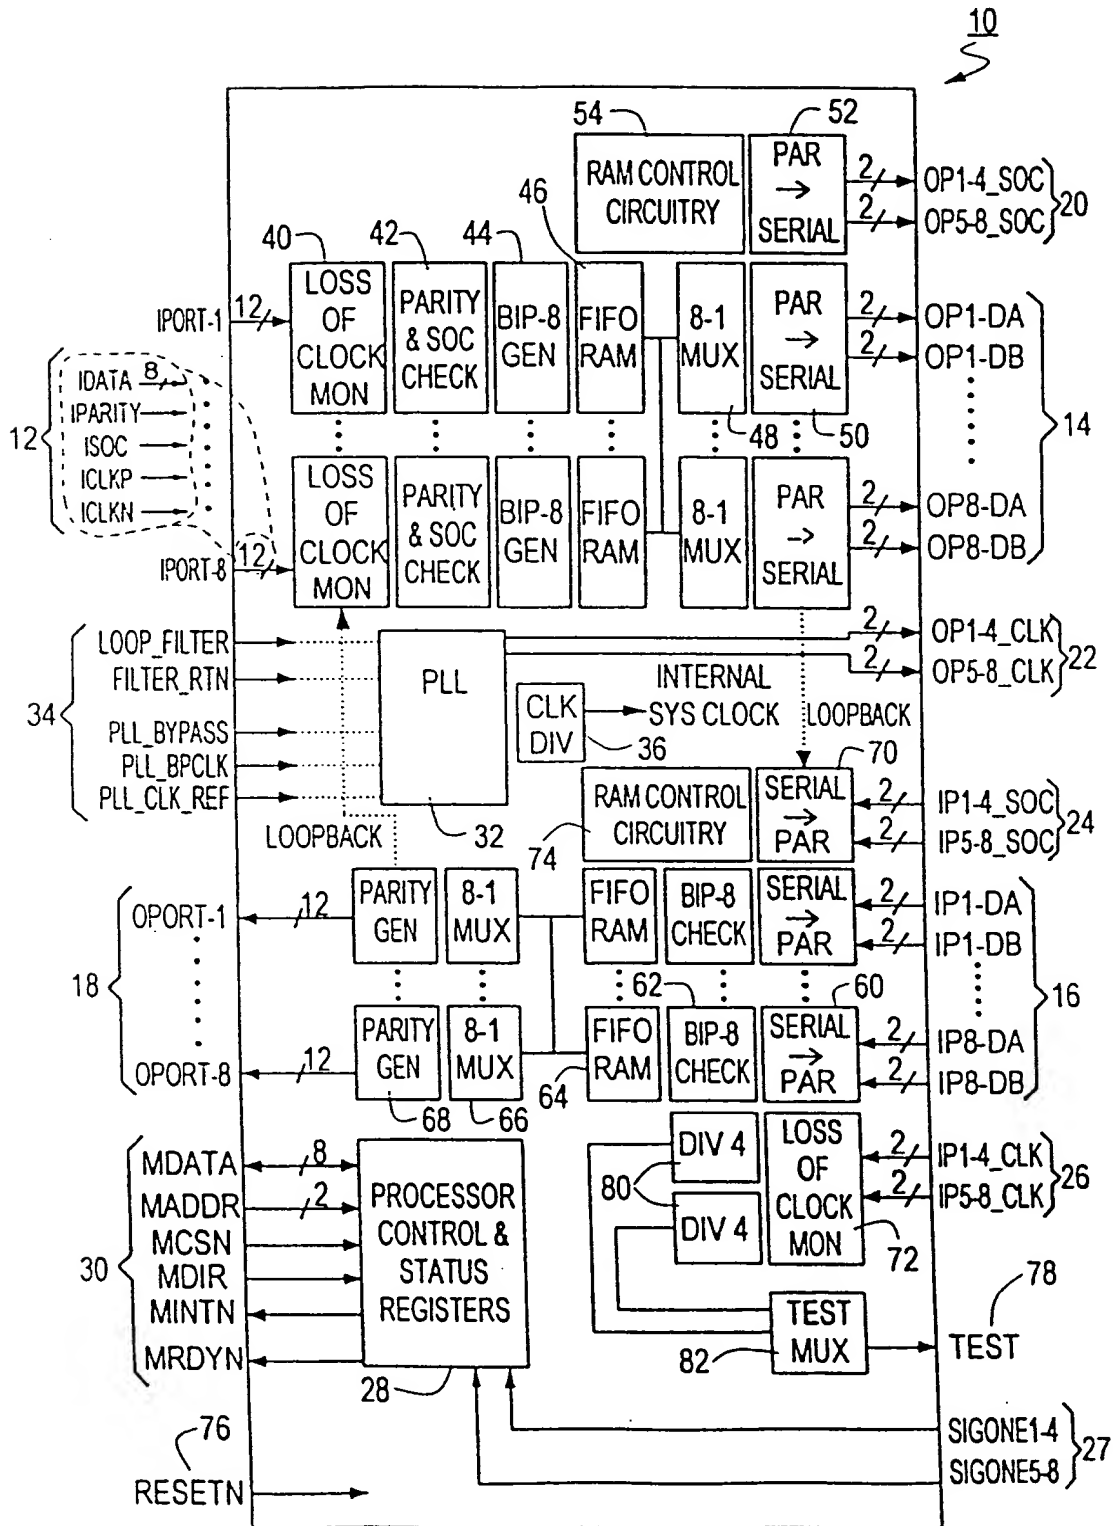 10
54
52
RAM CONTROL
CIRCUITRY
PAR
→
SERIAL
2
OP1-4_SOC
2
OP5-8_SOC
20
40
42
44
46
IPORT-1
12
LOSS
OF
CLOCK
MON
PARITY
& SOC
CHECK
BIP-8
GEN
FIFO
RAM
8-1
MUX
PAR
→
SERIAL
2
OP1-DA
2
OP1-DB
12
IDATA
8
IPARITY
ISOC
ICLKP
ICLKN
48
50
14
IPORT-8
12
LOSS
OF
CLOCK
MON
PARITY
& SOC
CHECK
BIP-8
GEN
FIFO
RAM
8-1
MUX
PAR
→
SERIAL
2
OP8-DA
2
OP8-DB
34
LOOP_FILTER
FILTER_RTN
PLL_BYPASS
PLL_BPCLK
PLL_CLK_REF
PLL
32
2
OP1-4_CLK
2
OP5-8_CLK
22
CLK
DIV
36
INTERNAL
SYS CLOCK
LOOPBACK
LOOPBACK
70
RAM CONTROL
CIRCUITRY
74
SERIAL
→
PAR
2
IP1-4_SOC
2
IP5-8_SOC
24
18
OPORT-1
12
PARITY
GEN
8-1
MUX
FIFO
RAM
BIP-8
CHECK
SERIAL
→
PAR
2
IP1-DA
2
IP1-DB
16
62
60
OPORT-8
12
PARITY
GEN
68
8-1
MUX
66
FIFO
RAM
64
BIP-8
CHECK
SERIAL
→
PAR
2
IP8-DA
2
IP8-DB
30
MDATA
8
MADDR
2
MCSN
MDIR
MINTN
MRDYN
PROCESSOR
CONTROL &
STATUS
REGISTERS
28
DIV 4
80
DIV 4
LOSS
OF
CLOCK
MON
72
2
IP1-4_CLK
2
IP5-8_CLK
26
TEST
MUX
82
78
TEST
SIGONE1-4
SIGONE5-8
27
76
RESETN